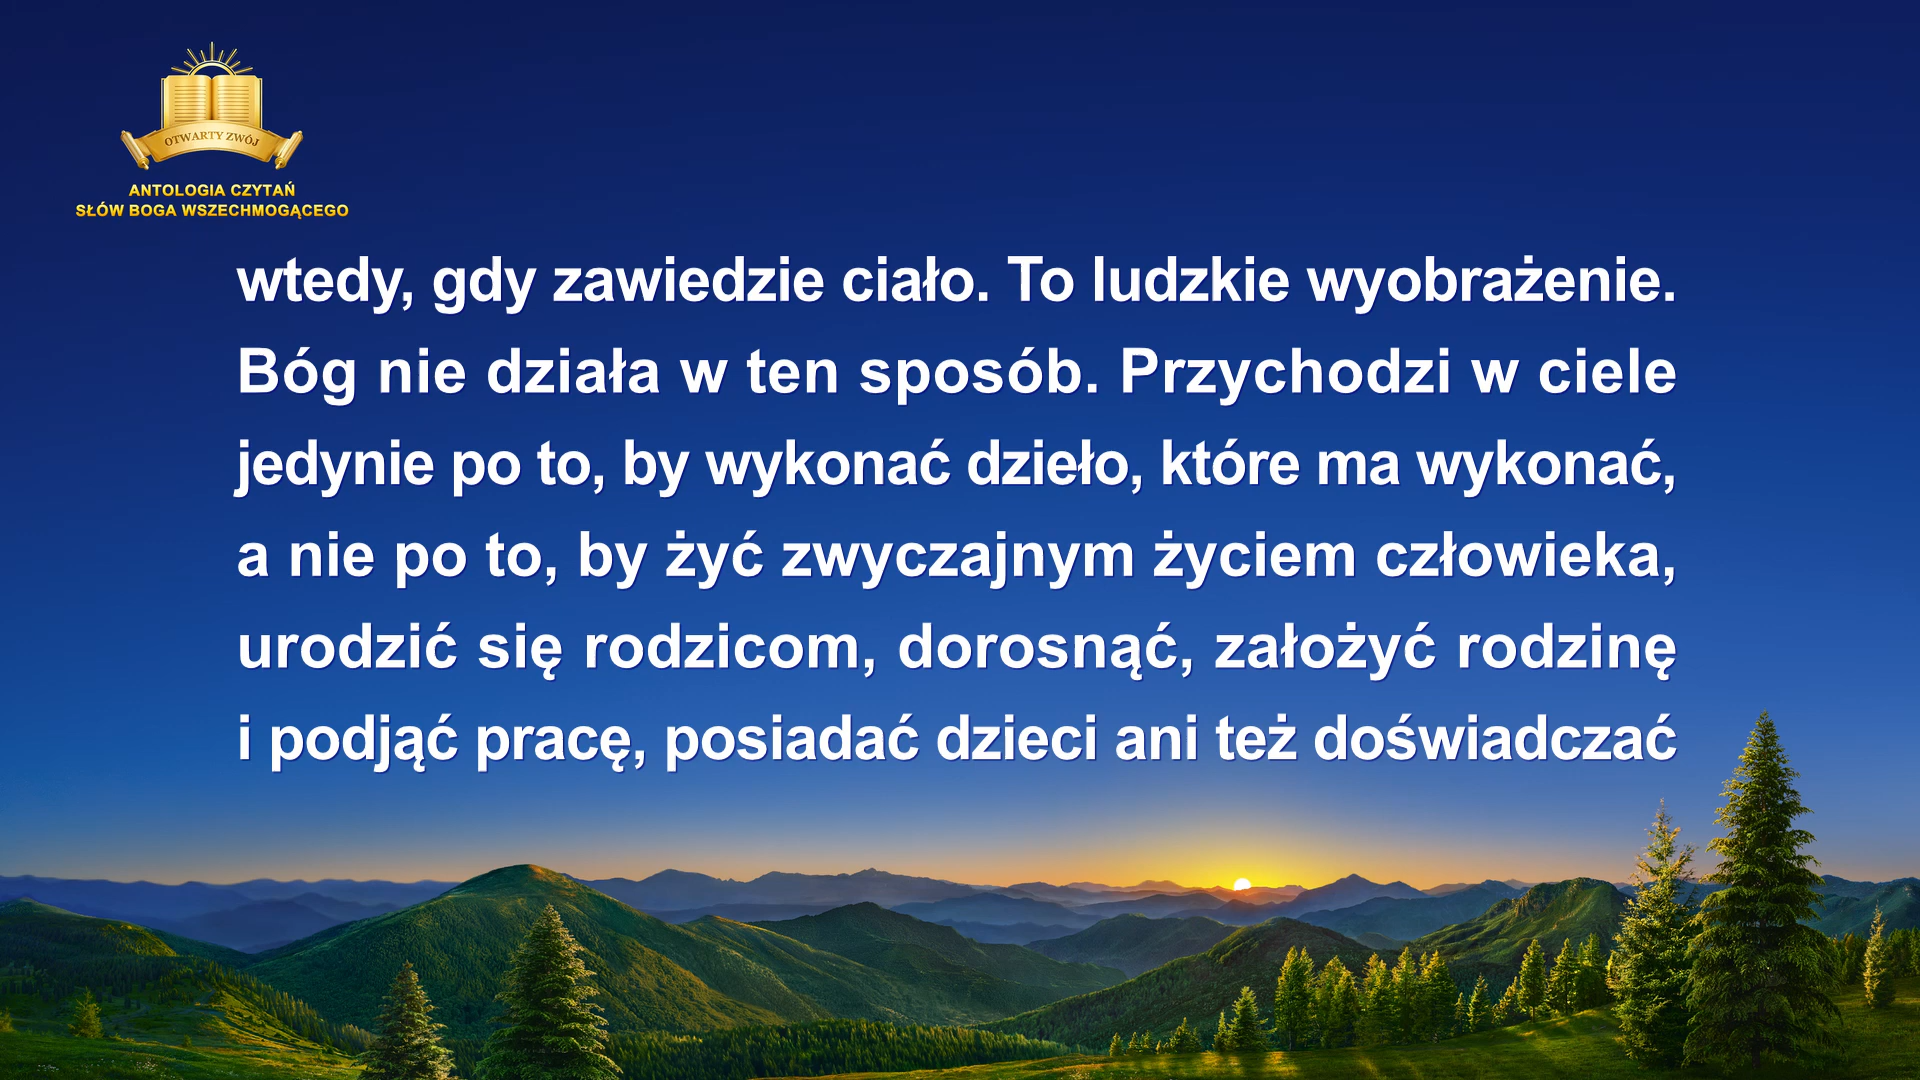 OTWARTY ZWÓJ
ANTOLOGIA CZYTAŃ
SŁÓW BOGA WSZECHMOGĄCEGO
wtedy, gdy zawiedzie ciało. To ludzkie wyobrażenie.
Bóg nie działa w ten sposób. Przychodzi w ciele
jedynie po to, by wykonać dzieło, które ma wykonać,
a nie po to, by żyć zwyczajnym życiem człowieka,
urodzić się rodzicom, dorosnąć, założyć rodzinę
i podjąć pracę, posiadać dzieci ani też doświadczać